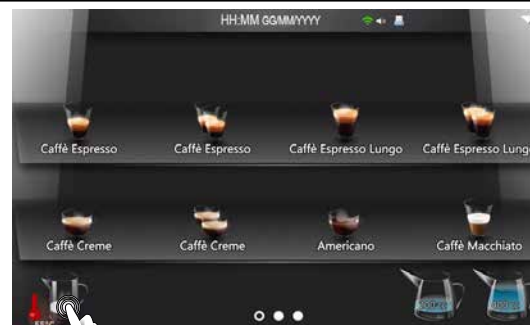 HH:MM GG/MM/YYYY
Caffè Espresso
Caffè Espresso
Caffè Espresso Lungo
Caffè Espresso Lungo
Caffè Creme
Caffè Creme
Americano
Caffè Macchiato